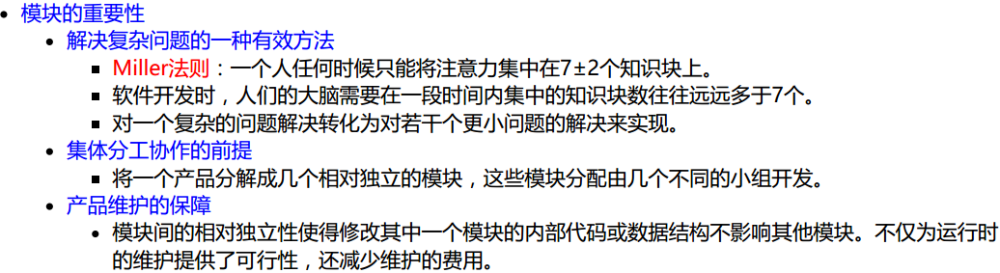 模块的重要性
解决复杂问题的一种有效方法
Miller法则：一个人任何时候只能将注意力集中在7±2个知识块上。
软件开发时，人们的大脑需要在一段时间内集中的知识块数往往远远多于7个。
对一个复杂的问题解决转化为对若干个更小问题的解决来实现。
集体分工协作的前提
将一个产品分解成几个相对独立的模块，这些模块分配由几个不同的小组开发。
产品维护的保障
模块间的相对独立性使得修改其中一个模块的内部代码或数据结构不影响其他模块。不仅为运行时
的维护提供了可行性，还减少维护的费用。